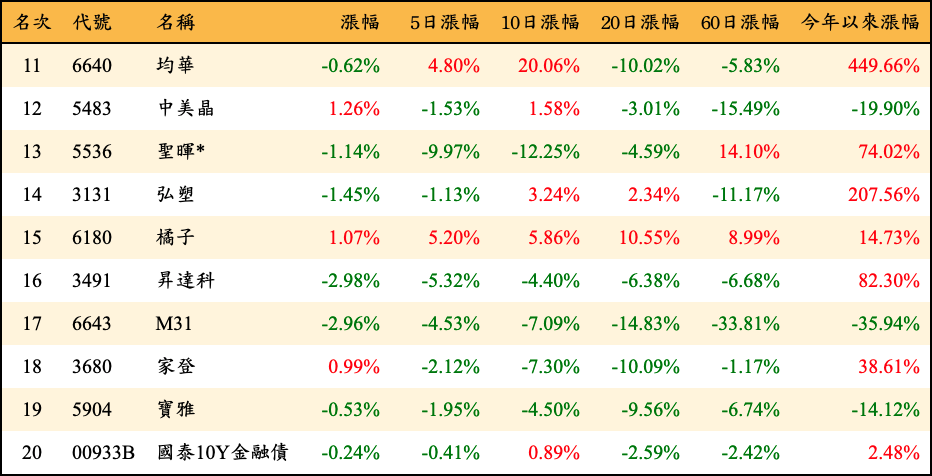 名次 代號 名稱 漲幅 5日漲幅 10日漲幅 20日漲幅 60日漲幅 今年以來漲幅
11 6640 均華 -0.62% 4.80% 20.06% -10.02% -5.83% 449.66%
12 5483 中美晶 1.26% -1.53% 1.58% -3.01% -15.49% -19.90%
13 5536 聖暉* -1.14% -9.97% -12.25% -4.59% 14.10% 74.02%
14 3131 弘塑 -1.45% -1.13% 3.24% 2.34% -11.17% 207.56%
15 6180 橘子 1.07% 5.20% 5.86% 10.55% 8.99% 14.73%
16 3491 昇達科 -2.98% -5.32% -4.40% -6.38% -6.68% 82.30%
17 6643 M31 -2.96% -4.53% -7.09% -14.83% -33.81% -35.94%
18 3680 家登 0.99% -2.12% -7.30% -10.09% -1.17% 38.61%
19 5904 寶雅 -0.53% -1.95% -4.50% -9.56% -6.74% -14.12%
20 00933B 國泰10Y金融債 -0.24% -0.41% 0.89% -2.59% -2.42% 2.48%